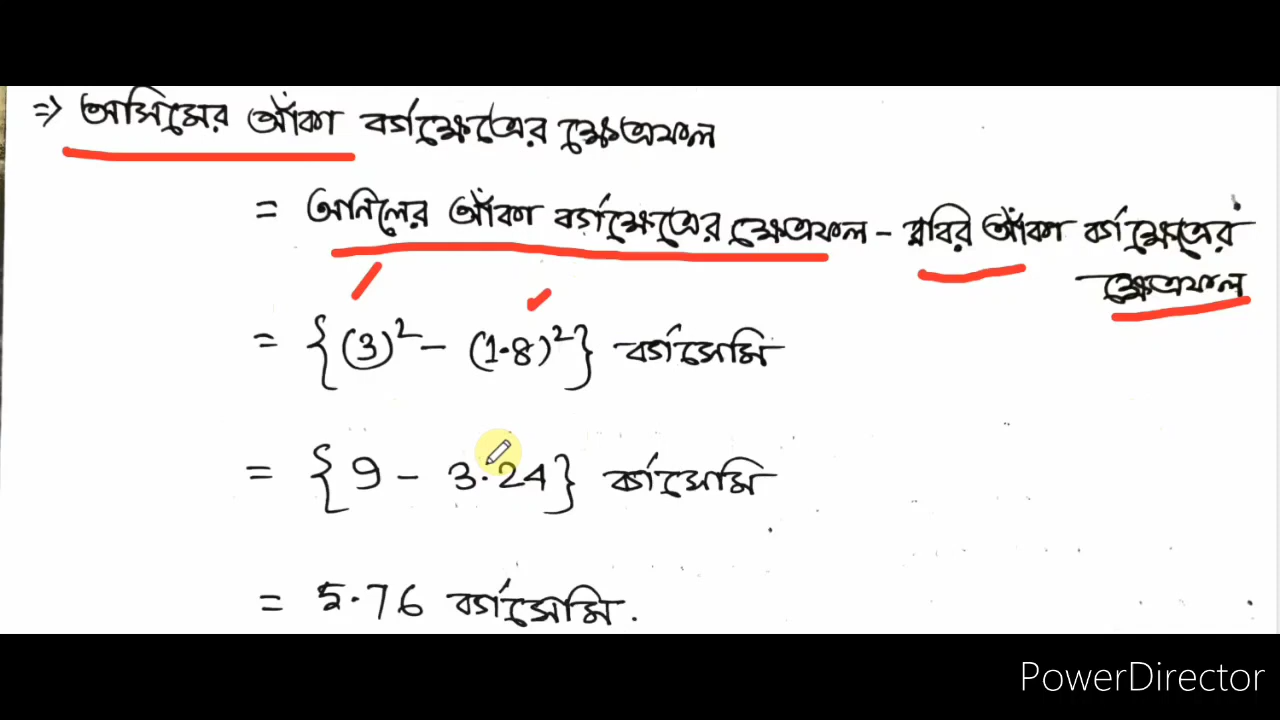 ⇒ অসিমের আঁকা বর্গক্ষেত্রের ক্ষেত্রফল
= অনিলের আঁকা বর্গক্ষেত্রের ক্ষেত্রফল - রবির আঁকা বর্গক্ষেত্রের
ক্ষেত্রফল
= {(3)² - (1·8)²} বর্গসেমি
= {9 - 3·24} বর্গসেমি
= 5·76 বর্গসেমি.
PowerDirector